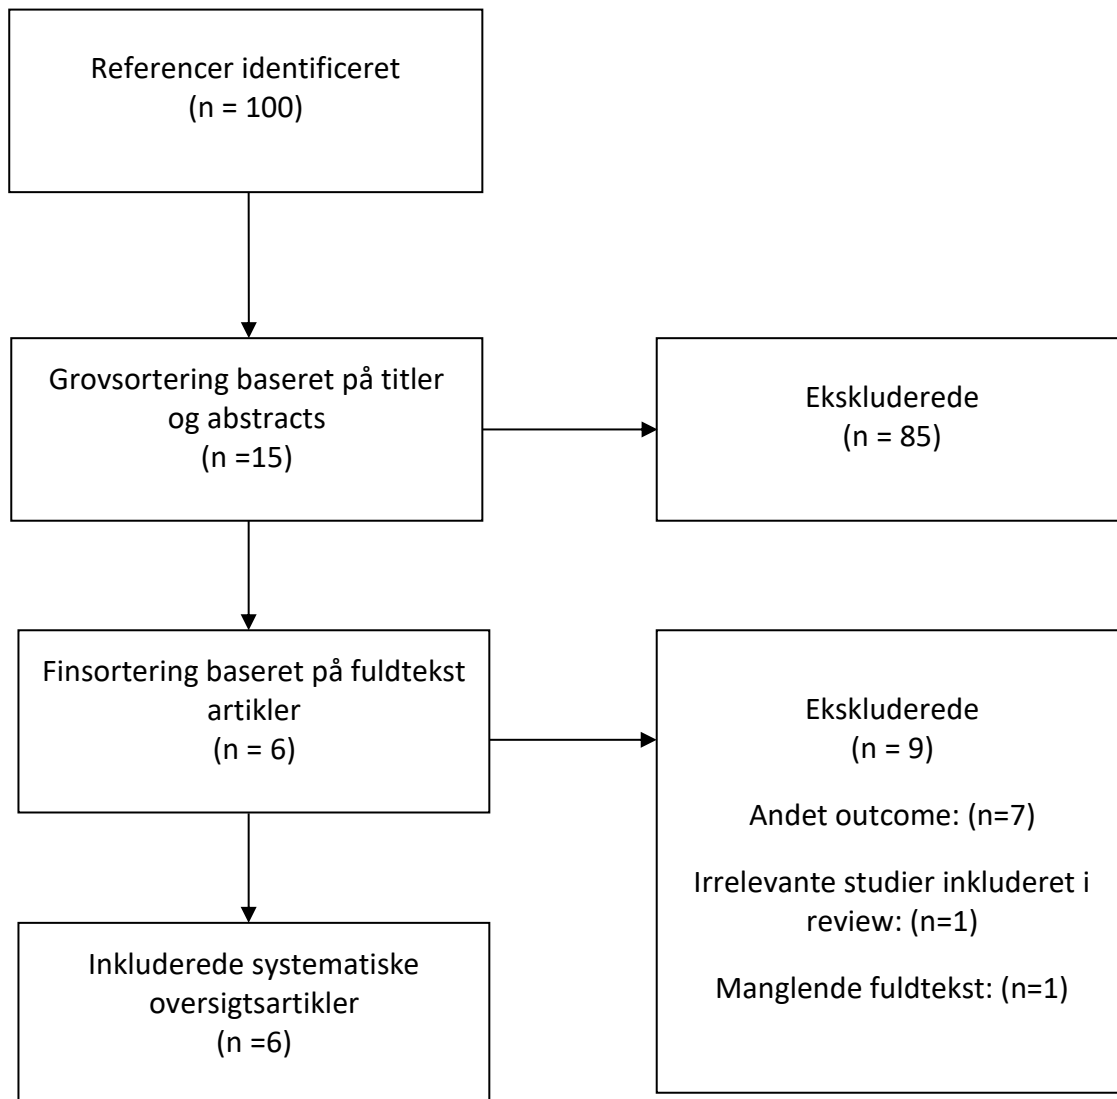 Referencer identificeret
(n = 100)
Grovsortering baseret på titler
og abstracts
(n =15)
Ekskluderede
(n = 85)
Finsortering baseret på fuldtekst
artikler
(n = 6)
Ekskluderede
(n = 9)
Andet outcome: (n=7)
Irrelevante studier inkluderet i
review: (n=1)
Manglende fuldtekst: (n=1)
Inkluderede systematiske
oversigtsartikler
(n =6)